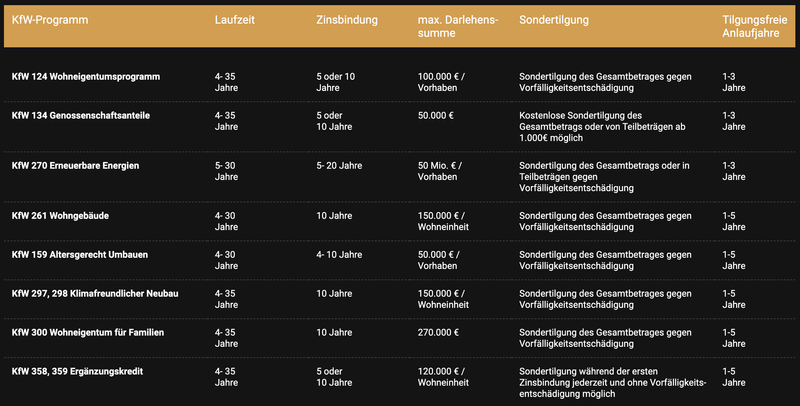 KfW-Programm Laufzeit Zinsbindung max. Darlehens- Sondertilgung Tilgungsfreie
summe Anlaufjahre
KfW 124 Wohneigentumsprogramm 4- 35 5 oder 10 100.000 € / Sondertilgung des Gesamtbetrages gegen 1-3
Jahre Jahre Vorhaben Vorfälligkeitsentschädigung Jahre
KfW 134 Genossenschaftsanteile 4- 35 5 oder 50.000 € Kostenlose Sondertilgung des 1-3
Jahre 10 Jahre Gesamtbetrags oder von Teilbeträgen ab Jahre
1.000€ möglich
KfW 270 Erneuerbare Energien 5- 30 5- 20 Jahre 50 Mio. € / Sondertilgung des Gesamtbetrags oder in 1-3
Jahre Vorhaben Teilbeträgen gegen Jahre
Vorfälligkeitsentschädigung
KfW 261 Wohngebäude 4- 30 10 Jahre 150.000 € / Sondertilgung des Gesamtbetrages gegen 1-5
Jahre Wohneinheit Vorfälligkeitsentschädigung Jahre
KfW 159 Altersgerecht Umbauen 4- 30 4- 10 Jahre 50.000 € / Sondertilgung des Gesamtbetrages gegen 1-5
Jahre Vorhaben Vorfälligkeitsentschädigung Jahre
KfW 297, 298 Klimafreundlicher Neubau 4- 35 10 Jahre 150.000 € / Sondertilgung des Gesamtbetrages gegen 1-5
Jahre Wohneinheit Vorfälligkeitsentschädigung Jahre
KfW 300 Wohneigentum für Familien 4- 35 10 Jahre 270.000 € Sondertilgung des Gesamtbetrages gegen 1-5
Jahre Vorfälligkeitsentschädigung Jahre
KfW 358, 359 Ergänzungskredit 4- 35 5 oder 120.000 € / Sondertilgung während der ersten 1-5
Jahre 10 Jahre Wohneinheit Zinsbindung jederzeit und ohne Vorfälligkeits- Jahre
entschädigung möglich